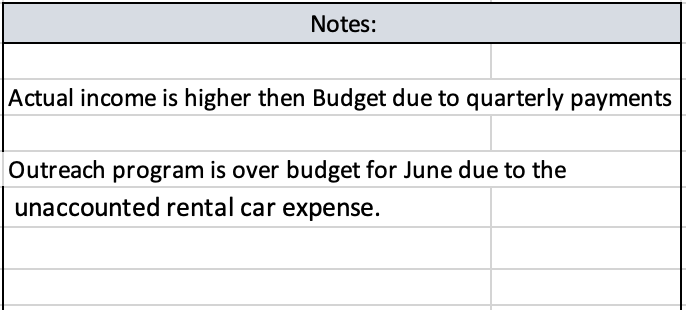 Notes:
Actual income is higher then Budget due to quarterly payments
Outreach program is over budget for June due to the
unaccounted rental car expense.